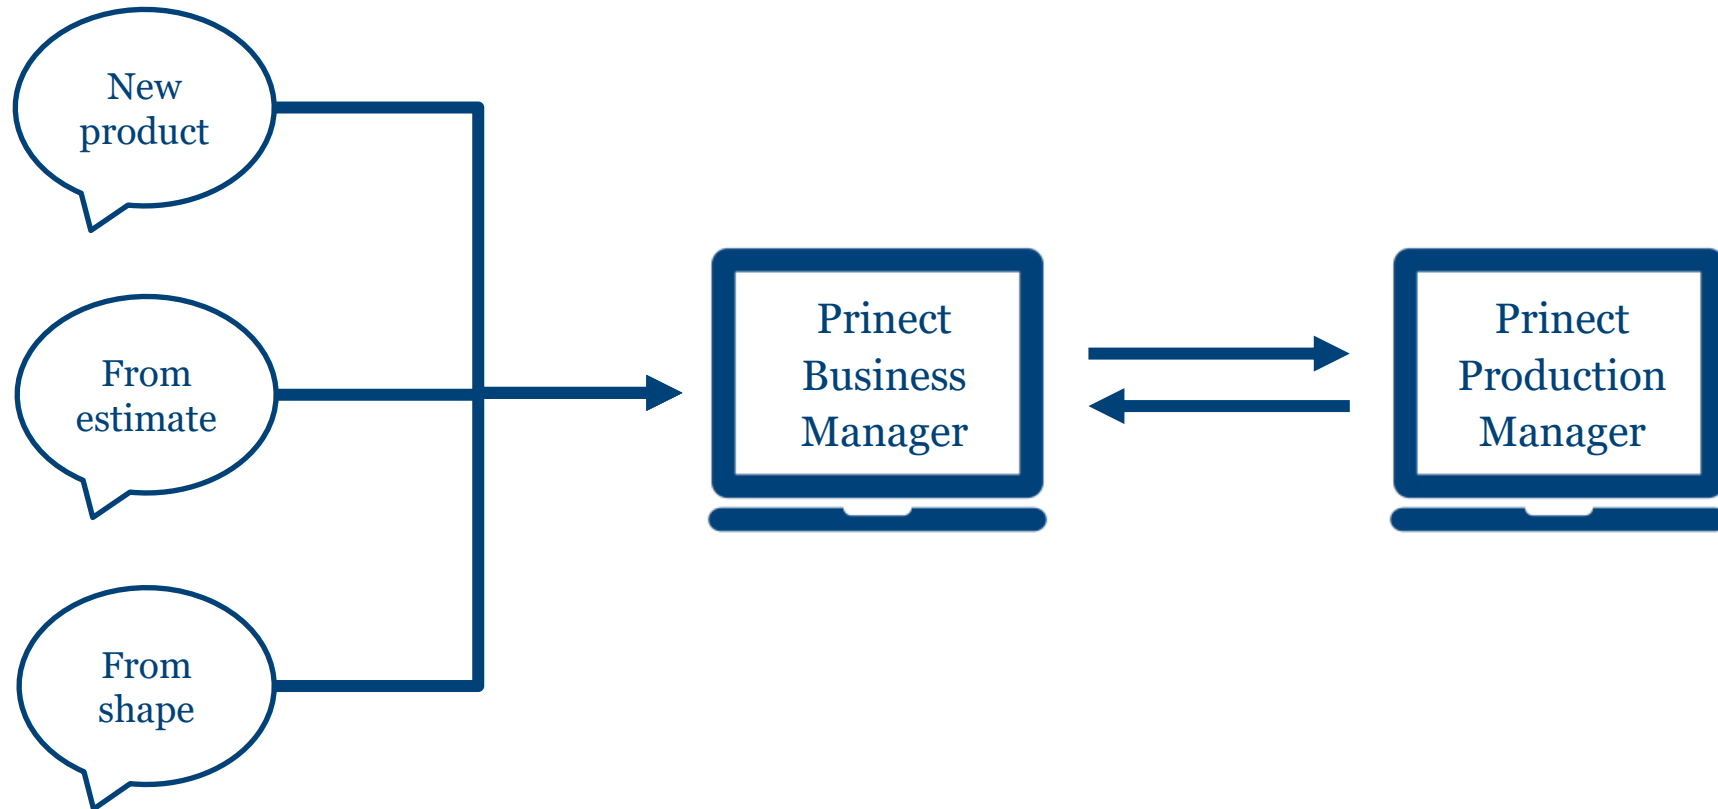 New
product
From
estimate
From
shape
Prinect
Business
Manager
Prinect
Production
Manager